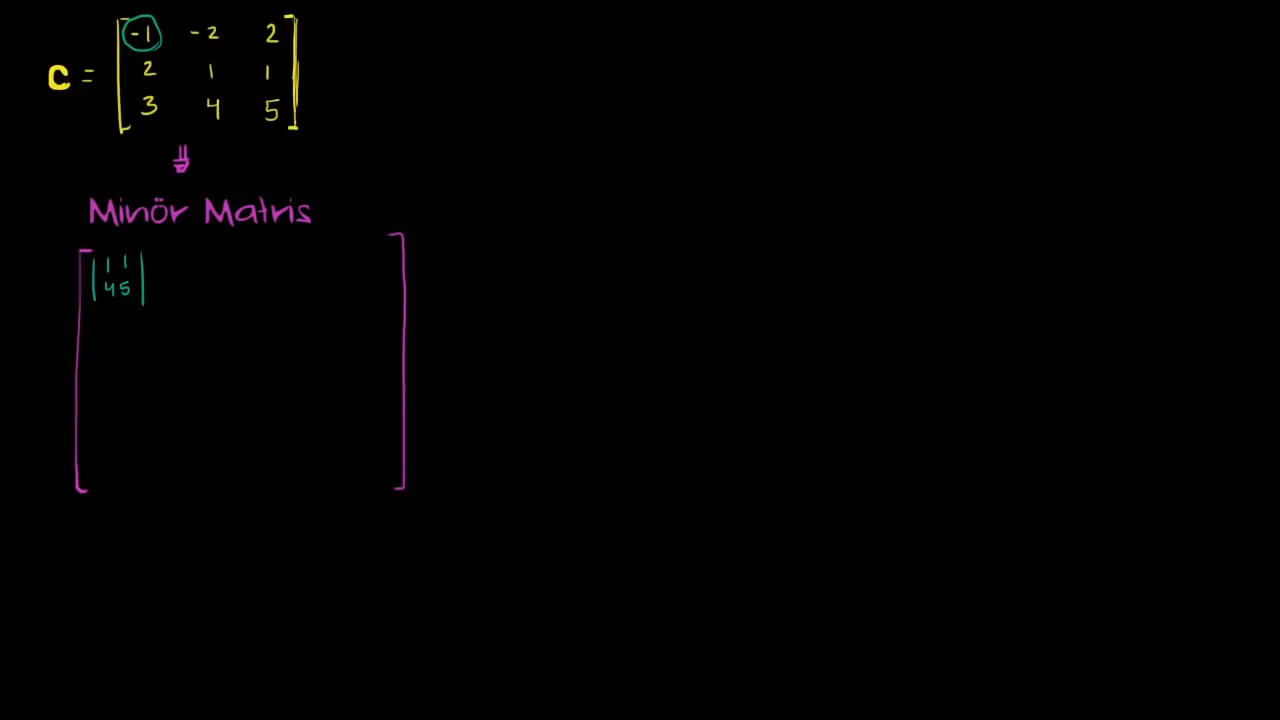 -1 -2 2
C = 2 1 1
3 4 5
⇓
Minör Matris
1 1
4 5